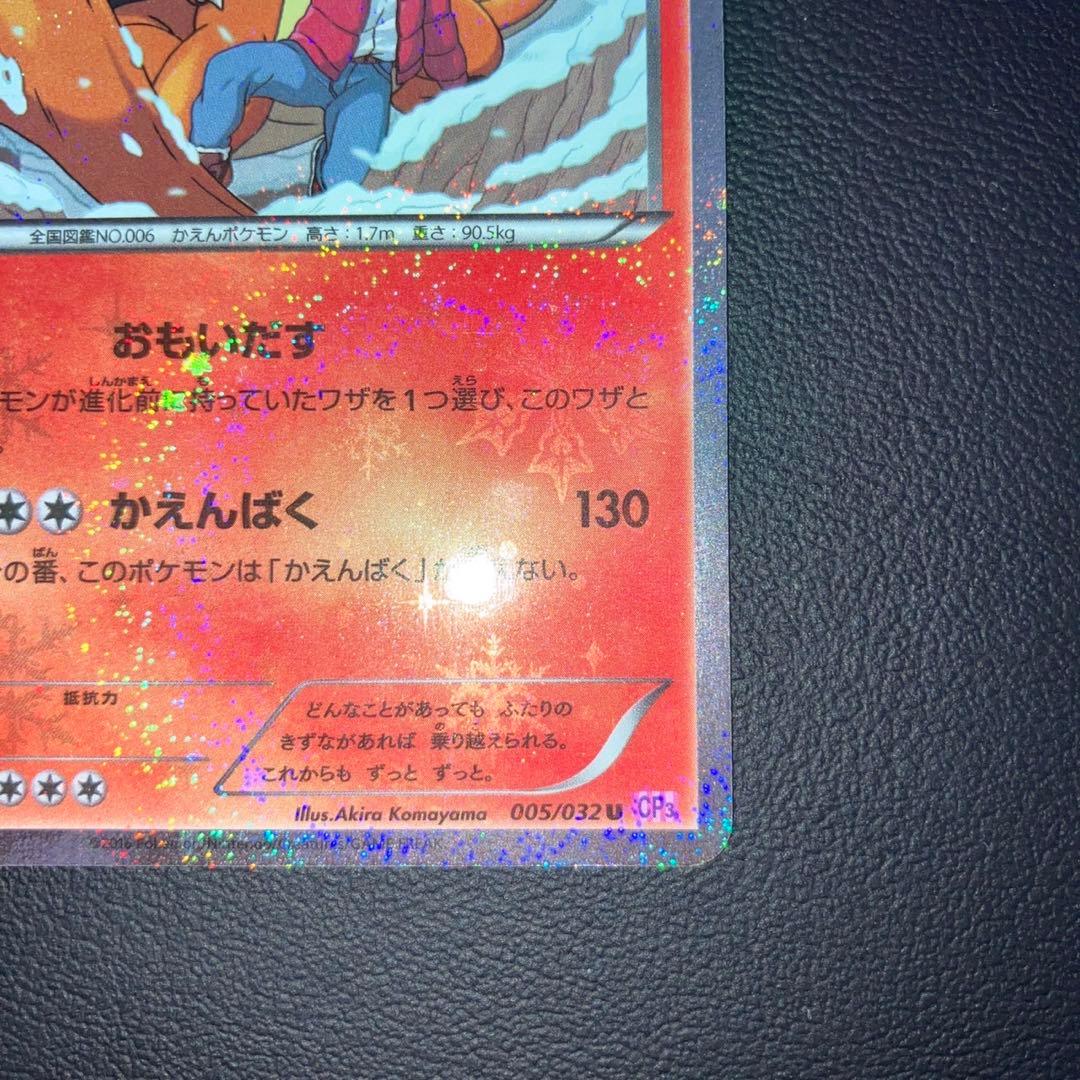 全国図鑑NO.006 かえんポケモン 高さ:1.7m 重さ:90.5kg
おもいだす
モンが進化前に持っていたワザを1つ選び、このワザと
かえんばく 130
の番、このポケモンは「かえんばく」が ない。
抵抗力
どんなことがあっても ふたりの
きずながあれば 乗り越えられる。
これからも ずっと ずっと。
Illus.Akira Komayama 005/032 U CP3
©2016 Pokémon/Nintendo/Creatures/GAME FREAK